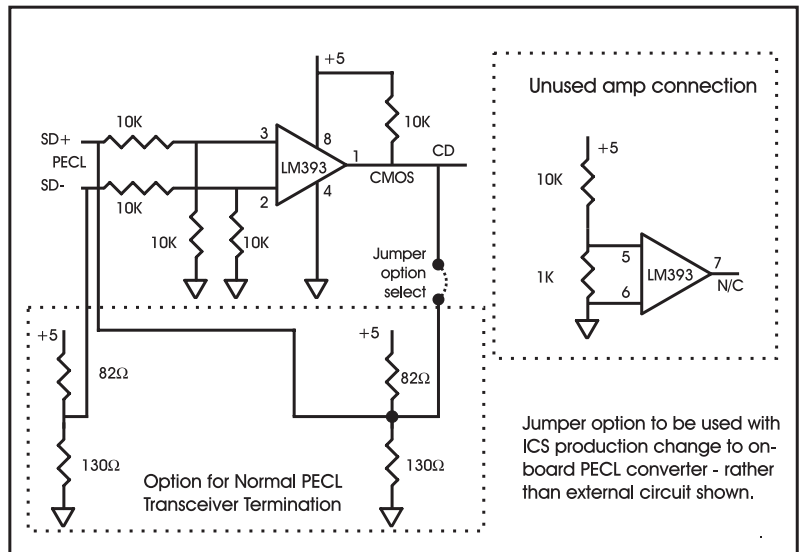 +5
10K
3
8
10K
SD+
PECL
LM393
1
CD
SD-
CMOS
10K
2
4
10K
10K
Jumper
option
select
+5
82Ω
130Ω
+5
82Ω
130Ω
Option for Normal PECL
Transceiver Termination
Unused amp connection
+5
10K
1K
5
6
LM393
7
N/C
Jumper option to be used with
ICS production change to on-
board PECL converter - rather
than external circuit shown.